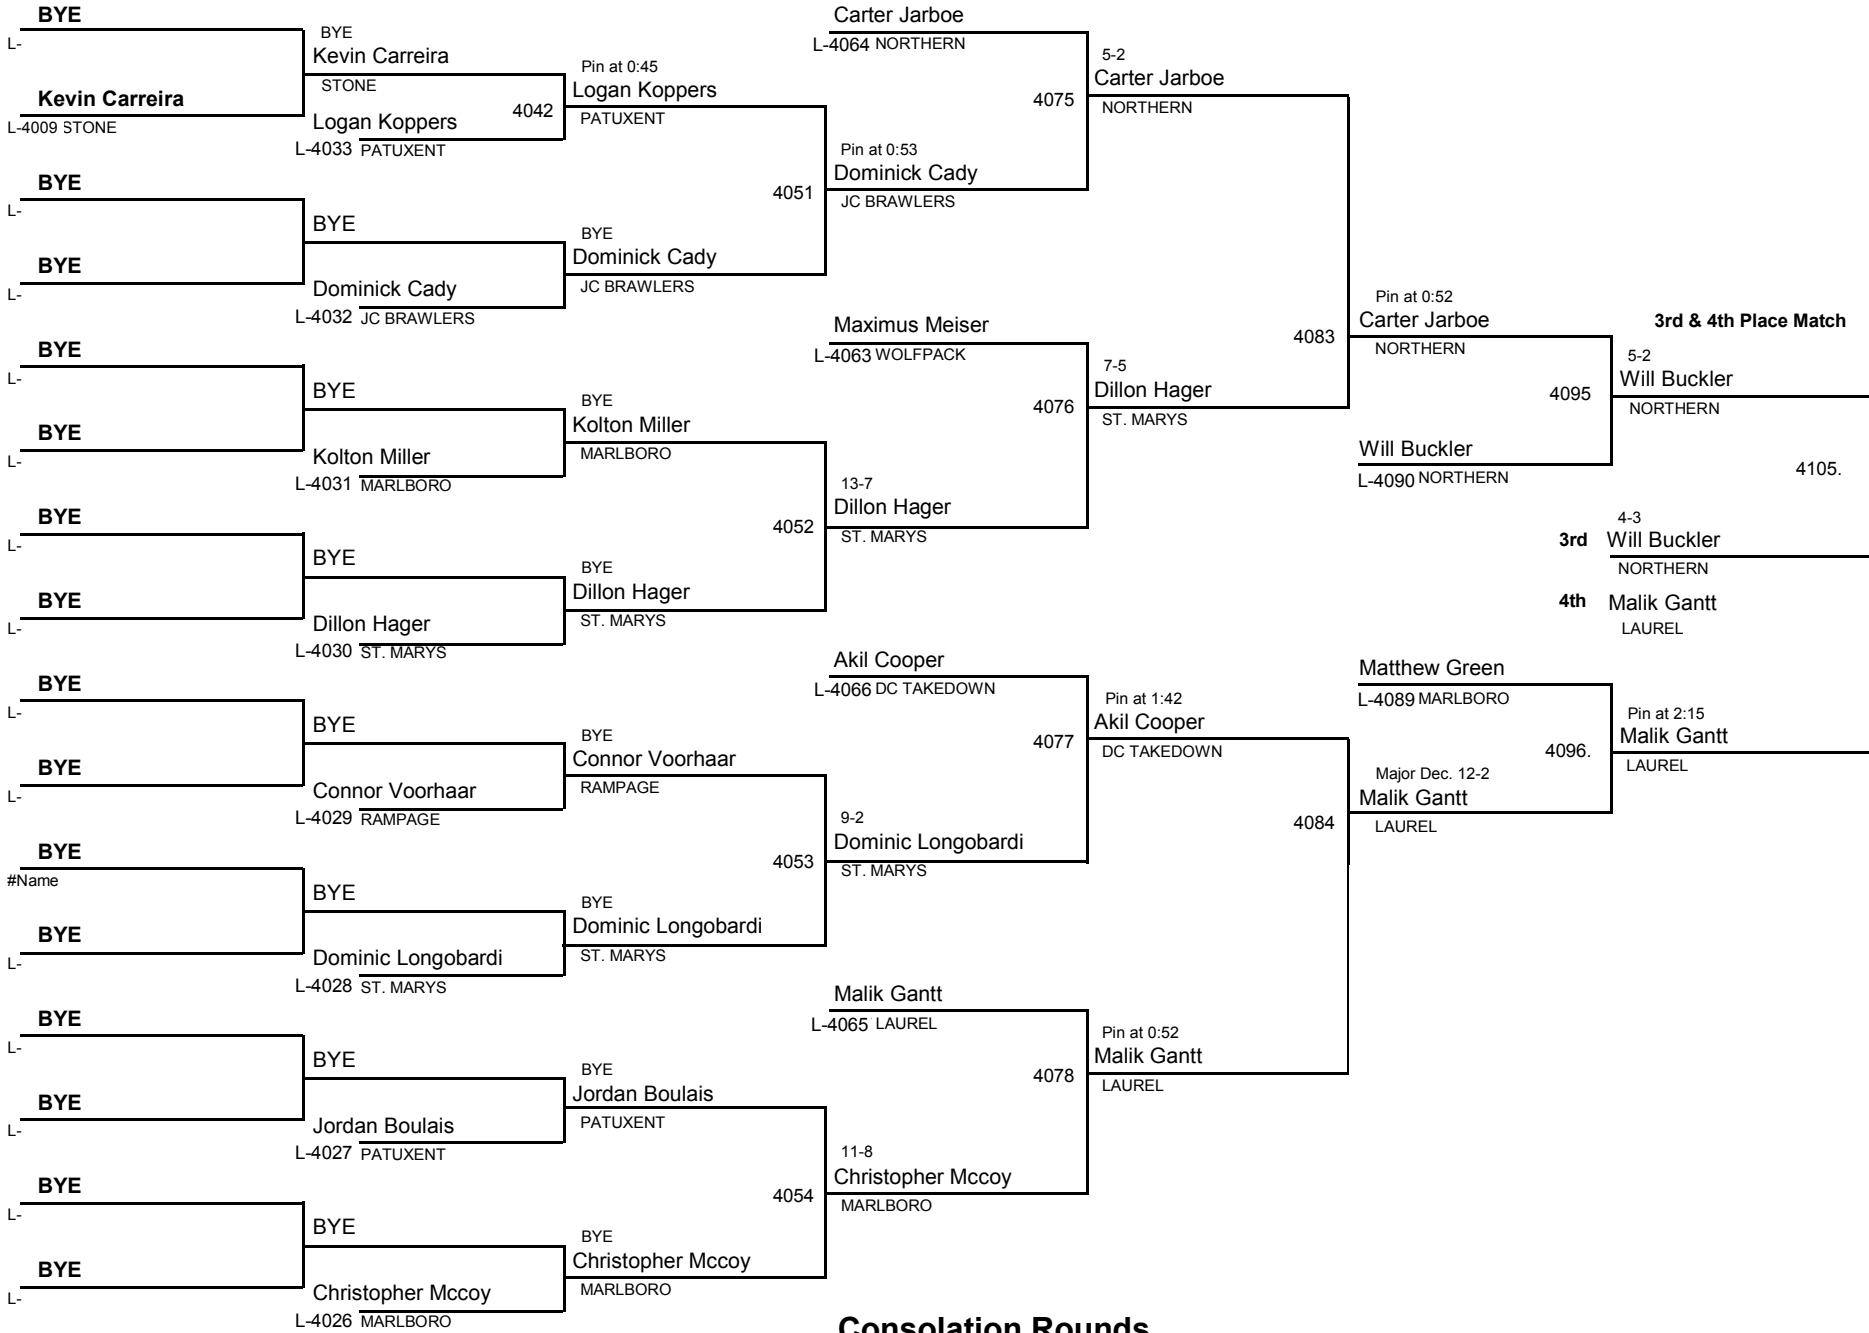 BYE
L-
Kevin Carreira
L-4009 STONE
BYE
L-
BYE
L-
BYE
L-
BYE
L-
BYE
L-
BYE
L-
BYE
L-
BYE
L-
BYE
#Name
BYE
L-
BYE
L-
BYE
L-
BYE
L-
BYE
L-
BYE
Kevin Carreira
STONE
Logan Koppers
L-4033 PATUXENT
4042
BYE
Dominick Cady
L-4032 JC BRAWLERS
BYE
Kolton Miller
L-4031 MARLBORO
BYE
Dillon Hager
L-4030 ST. MARYS
BYE
Connor Voorhaar
L-4029 RAMPAGE
BYE
Dominic Longobardi
L-4028 ST. MARYS
BYE
Jordan Boulais
L-4027 PATUXENT
BYE
Christopher Mccoy
L-4026 MARLBORO
Pin at 0:45
Logan Koppers
PATUXENT
4051
BYE
Dominick Cady
JC BRAWLERS
BYE
Kolton Miller
MARLBORO
4052
BYE
Dillon Hager
ST. MARYS
BYE
Connor Voorhaar
RAMPAGE
4053
BYE
Dominic Longobardi
ST. MARYS
BYE
Jordan Boulais
PATUXENT
4054
BYE
Christopher Mccoy
MARLBORO
Carter Jarboe
L-4064 NORTHERN
4075
Pin at 0:53
Dominick Cady
JC BRAWLERS
Maximus Meiser
L-4063 WOLFPACK
4076
13-7
Dillon Hager
ST. MARYS
Akil Cooper
L-4066 DC TAKEDOWN
4077
9-2
Dominic Longobardi
ST. MARYS
Malik Gantt
L-4065 LAUREL
4078
11-8
Christopher Mccoy
MARLBORO
5-2
Carter Jarboe
NORTHERN
4083
7-5
Dillon Hager
ST. MARYS
Pin at 1:42
Akil Cooper
DC TAKEDOWN
4084
Pin at 0:52
Malik Gantt
LAUREL
Pin at 0:52
Carter Jarboe
NORTHERN
4095
Will Buckler
L-4090 NORTHERN
Matthew Green
L-4089 MARLBORO
4096.
Major Dec. 12-2
Malik Gantt
LAUREL
3rd & 4th Place Match
5-2
Will Buckler
NORTHERN
4105.
4-3
3rd Will Buckler
NORTHERN
4th Malik Gantt
LAUREL
Pin at 2:15
Malik Gantt
LAUREL
Consolation Rounds